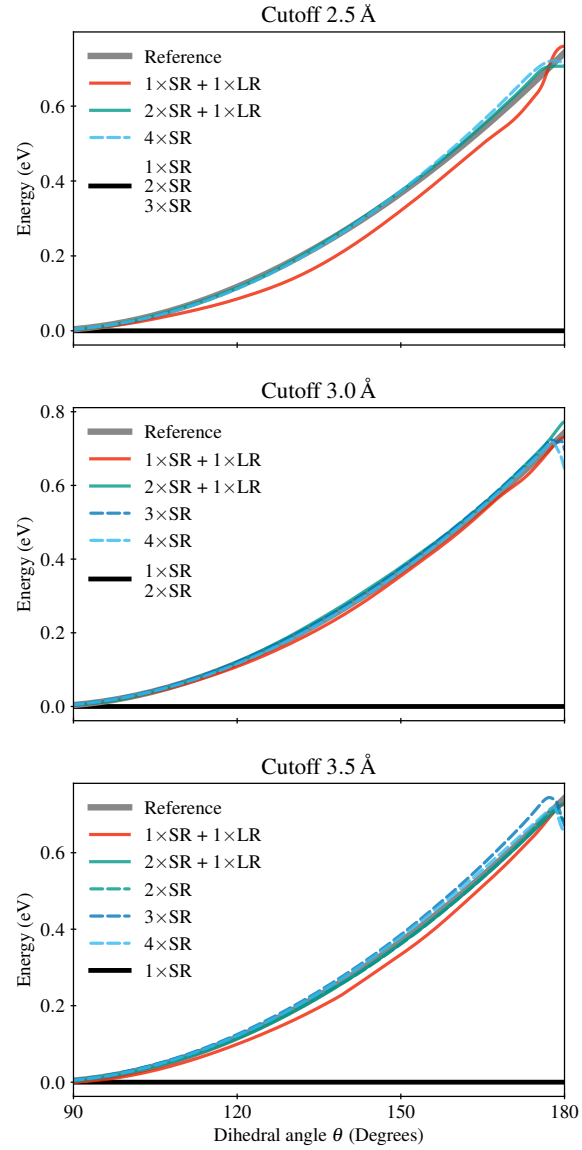 Cutoff 2.5 Å
Energy (eV)
0.6
0.4
0.2
0.0
Reference
1×SR + 1×LR
2×SR + 1×LR
4×SR
1×SR
2×SR
3×SR
120
150
Cutoff 3.0 Å
Energy (eV)
0.8
0.6
0.4
0.2
0.0
Reference
1×SR + 1×LR
2×SR + 1×LR
3×SR
4×SR
1×SR
2×SR
120
150
Cutoff 3.5 Å
Energy (eV)
0.6
0.4
0.2
0.0
Reference
1×SR + 1×LR
2×SR + 1×LR
2×SR
3×SR
4×SR
1×SR
90
120
150
180
Dihedral angle θ (Degrees)